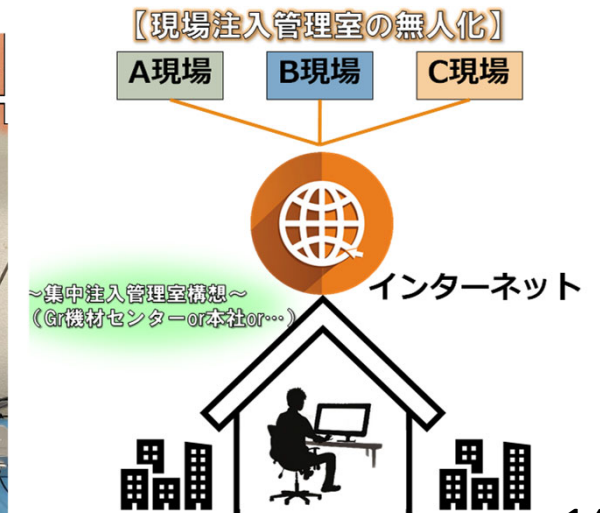 【現場注入管理室の無人化】
A現場
B現場
C現場
インターネット
～集中注入管理室構想～
（Gr機材センターor本社or…）